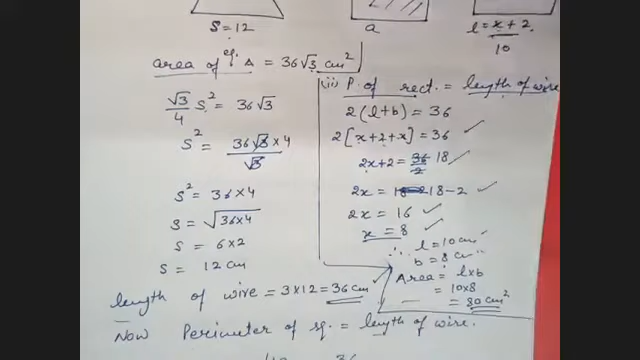 S = 12
a
l = x + 2.
10
area of eq. Δ = 36√3 cm²
√3/4 S² = 36√3
S² = 36√3 × 4 / √3
S² = 36 × 4
S = √36×4
S = 6 × 2
S = 12 cm
length of wire = 3 × 12 = 36 cm
Now Perimeter of sq. = length of wire.
(ii) P. of rect. = length of wire
2(l + b) = 36
2[x + 2 + x] = 36
2x + 2 = 36/2 18
2x = 18 - 2
2x = 16
x = 8
∴ l = 10 cm
b = 8 cm
Area = l × b
= 10 × 8
= 80 cm²